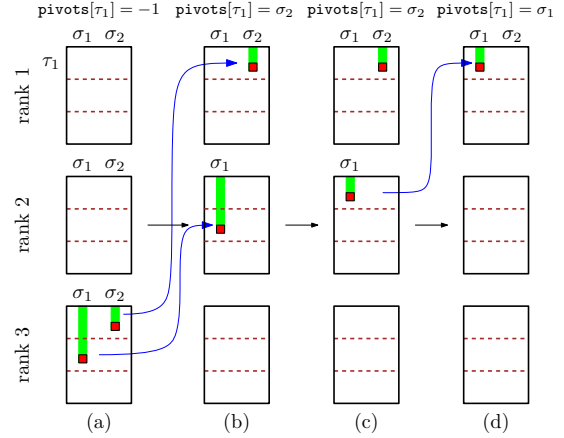 pivots[τ₁] = −1 pivots[τ₁] = σ₂ pivots[τ₁] = σ₂ pivots[τ₁] = σ₁
σ₁ σ₂ σ₁ σ₂ σ₁ σ₂ σ₁ σ₂
τ₁
rank 1
σ₁ σ₂ σ₁ σ₁
rank 2
σ₁ σ₂
rank 3
(a) (b) (c) (d)